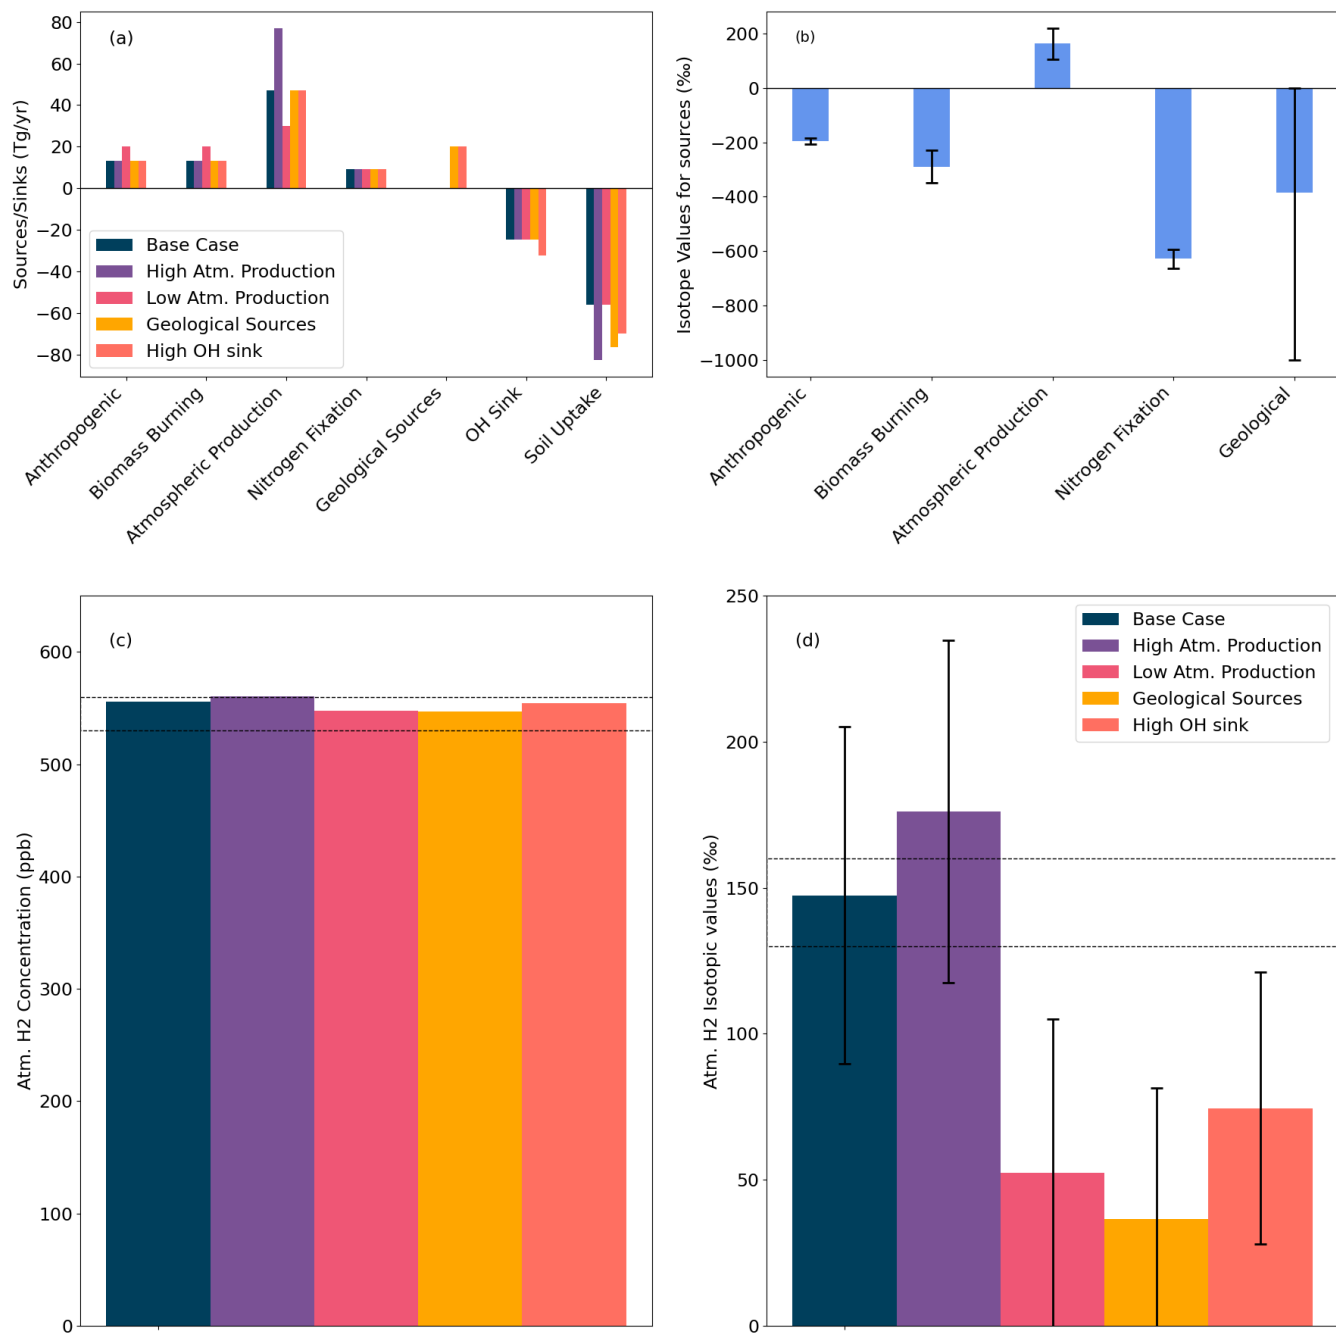 (a)
Sources/Sinks (Tg/yr)
80
60
40
20
0
−20
−40
−60
−80
Base Case
High Atm. Production
Low Atm. Production
Geological Sources
High OH sink
Anthropogenic
Biomass Burning
Atmospheric Production
Nitrogen Fixation
Geological Sources
OH Sink
Soil Uptake
(b)
Isotope Values for sources (‰)
200
0
−200
−400
−600
−800
−1000
Anthropogenic
Biomass Burning
Atmospheric Production
Nitrogen Fixation
Geological
(c)
Atm. H2 Concentration (ppb)
600
500
400
300
200
100
0
(d)
Atm. H2 Isotopic values (‰)
250
200
150
100
50
0
Base Case
High Atm. Production
Low Atm. Production
Geological Sources
High OH sink